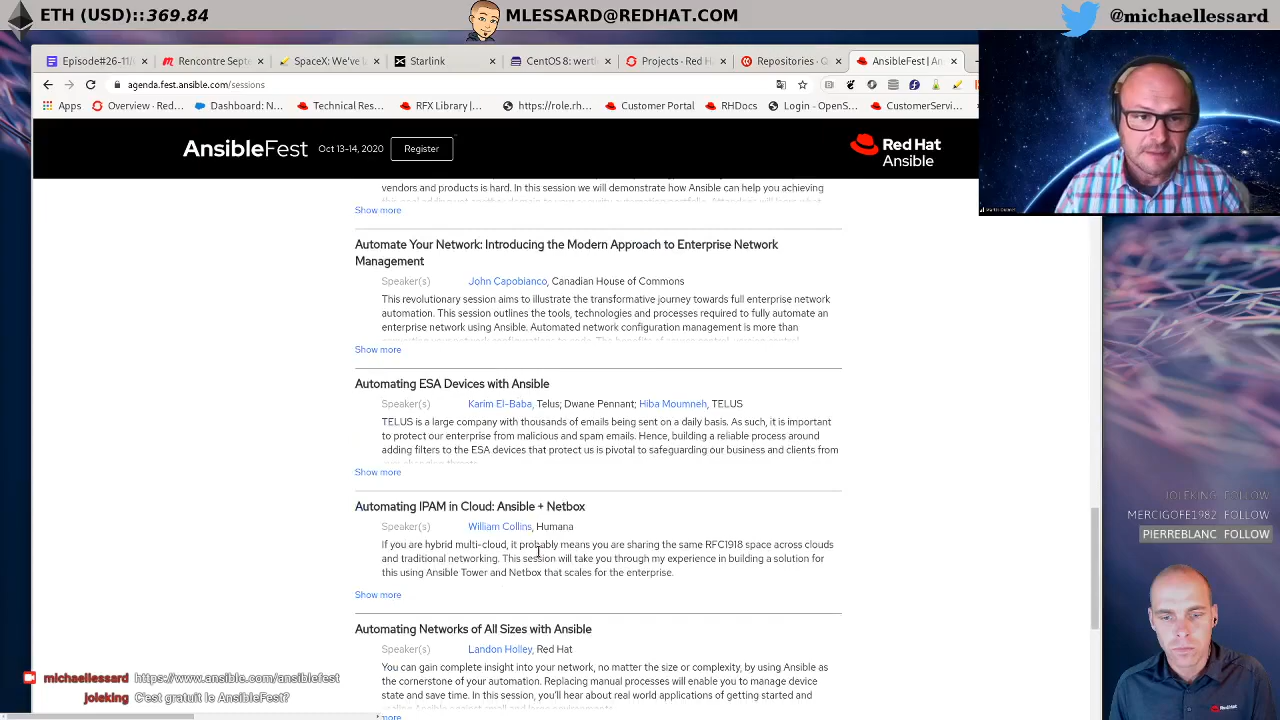 ETH (USD)::369.84
MLESSARD@REDHAT.COM
@michaellessard
Episode#26-11/
Rencontre Septe
SpaceX: We've l
Starlink
CentOS 8: werth
Projects - Red H
Repositories - Q
AnsibleFest | An
agenda.fest.ansible.com/sessions
Apps
Overview · Red...
Dashboard: N...
Technical Res...
RFX Library |...
https://role.rh...
Customer Portal
RHDocs
Login - OpenS...
CustomerServi...
AnsibleFest
Oct 13-14, 2020
Register
Red Hat
Ansible
vendors and products is hard. In this session we will demonstrate how Ansible can help you achieving
Show more
Automate Your Network: Introducing the Modern Approach to Enterprise Network
Management
Speaker(s)
John Capobianco, Canadian House of Commons
This revolutionary session aims to illustrate the transformative journey towards full enterprise network
automation. This session outlines the tools, technologies and processes required to fully automate an
enterprise network using Ansible. Automated network configuration management is more than
Show more
Automating ESA Devices with Ansible
Speaker(s)
Karim El-Baba, Telus; Dwane Pennant; Hiba Moumneh, TELUS
TELUS is a large company with thousands of emails being sent on a daily basis. As such, it is important
to protect our enterprise from malicious and spam emails. Hence, building a reliable process around
adding filters to the ESA devices that protect us is pivotal to safeguarding our business and clients from
Show more
Automating IPAM in Cloud: Ansible + Netbox
Speaker(s)
William Collins, Humana
If you are hybrid multi-cloud, it probably means you are sharing the same RFC1918 space across clouds
and traditional networking. This session will take you through my experience in building a solution for
this using Ansible Tower and Netbox that scales for the enterprise.
Show more
Automating Networks of All Sizes with Ansible
Speaker(s)
Landon Holley, Red Hat
You can gain complete insight into your network, no matter the size or complexity, by using Ansible as
the cornerstone of your automation. Replacing manual processes will enable you to manage device
state and save time. In this session, you'll hear about real world applications of getting started and
more
michaellessard https://www.ansible.com/ansiblefest
joleking C'est gratuit le AnsibleFest?
JOLEKING FOLLOW
MERCIGOFE1982 FOLLOW
PIERREBLANC FOLLOW